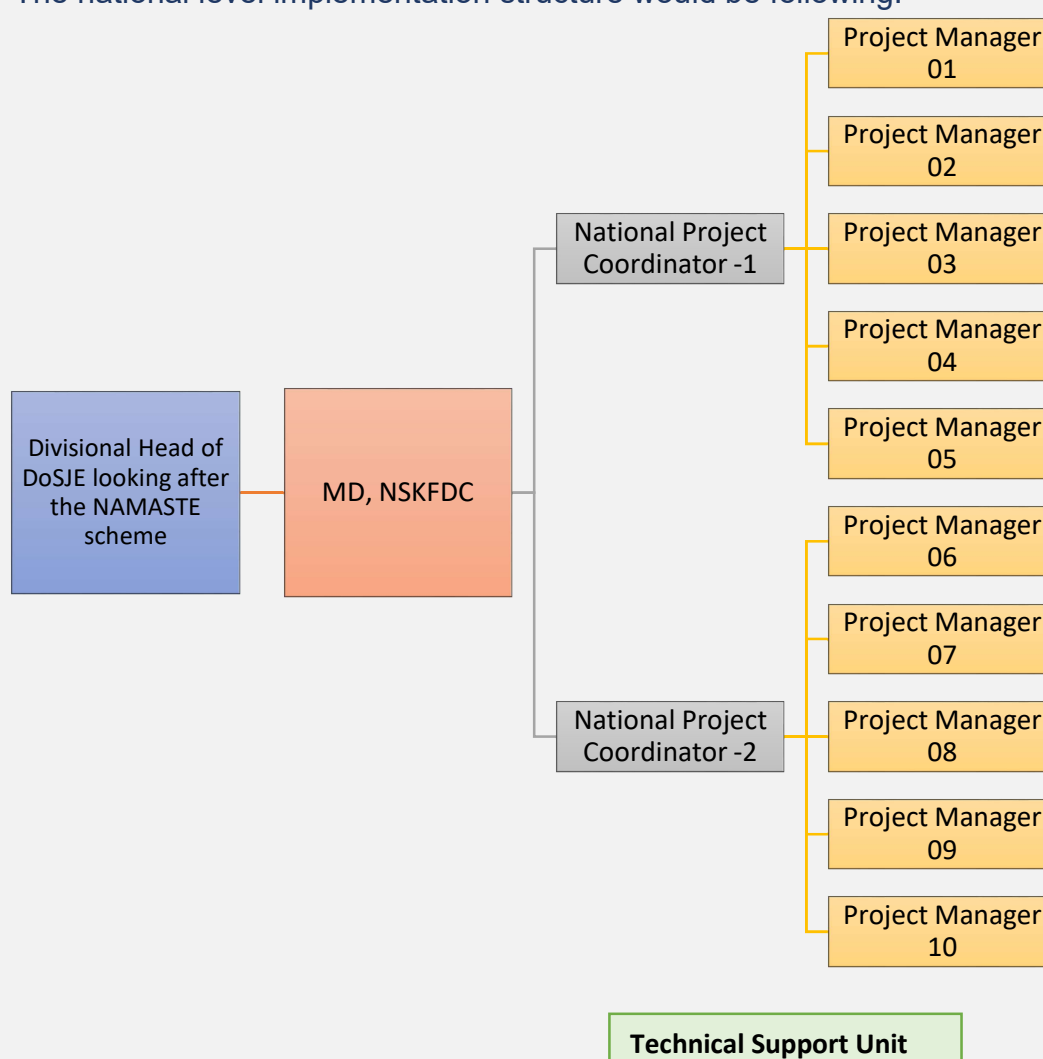 The national level implementation structure would be following:
Project Manager
01
Project Manager
02
National Project
Coordinator -1
Project Manager
03
Project Manager
04
Project Manager
05
Divisional Head of
DoSJE looking after
the NAMASTE
scheme
MD, NSKFDC
Project Manager
06
Project Manager
07
National Project
Coordinator -2
Project Manager
08
Project Manager
09
Project Manager
10
Technical Support Unit